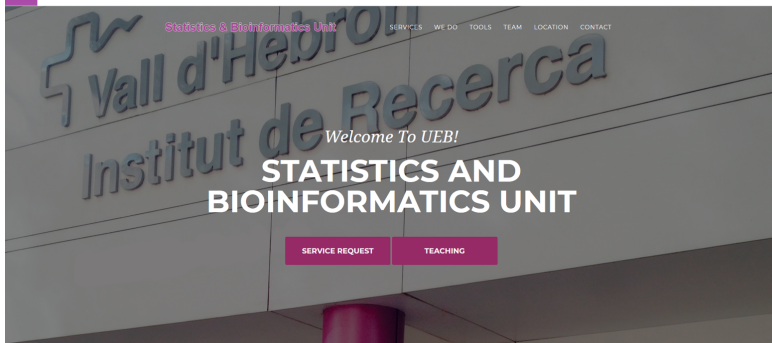 Statistics & Bioinformatics Unit
SERVICES WE DO TOOLS TEAM LOCATION CONTACT
Vall d'Hebron
Institut de Recerca
Welcome To UEB!
STATISTICS AND
BIOINFORMATICS UNIT
SERVICE REQUEST
TEACHING